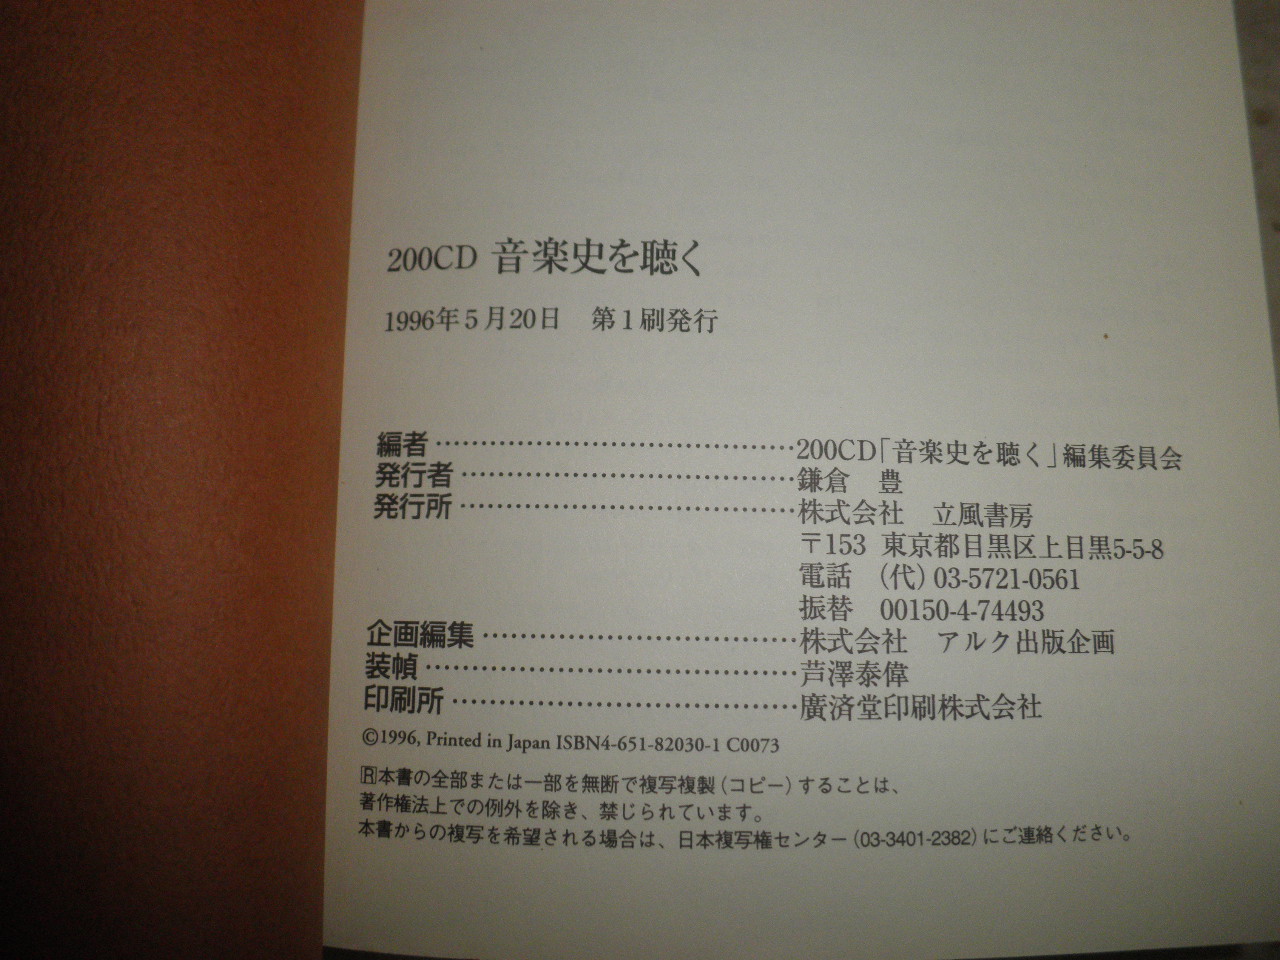 200CD 音楽史を聴く
1996年5月20日　第1刷発行
編者……………………………………200CD「音楽史を聴く」編集委員会
発行者…………………………………鎌倉　豊
発行所…………………………………株式会社　立風書房
〒153 東京都目黒区上目黒5-5-8
電話　（代）03-5721-0561
振替　00150-4-74493
企画編集………………………………株式会社　アルク出版企画
装幀……………………………………芦澤泰偉
印刷所…………………………………廣済堂印刷株式会社
©1996, Printed in Japan ISBN4-651-82030-1 C0073
🅁本書の全部または一部を無断で複写複製（コピー）することは、
著作権法上での例外を除き、禁じられています。
本書からの複写を希望される場合は、日本複写権センター（03-3401-2382）にご連絡ください。